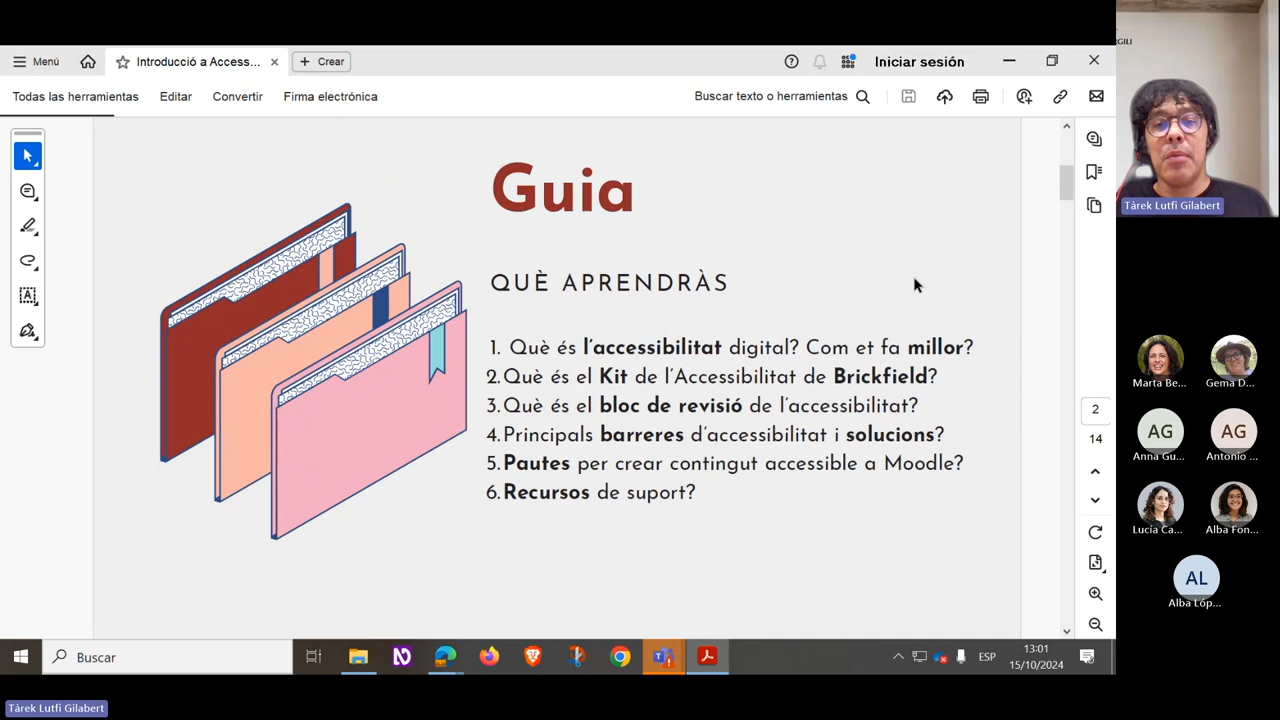 RGILI
Menú
Introducció a Access...
Crear
Iniciar sesión
Todas las herramientas
Editar
Convertir
Firma electrónica
Buscar texto o herramientas
Guia
QUÈ APRENDRÀS
1. Què és l'accessibilitat digital? Com et fa millor?
2. Què és el Kit de l'Accessibilitat de Brickfield?
3. Què és el bloc de revisió de l'accessibilitat?
4. Principals barreres d'accessibilitat i solucions?
5. Pautes per crear contingut accessible a Moodle?
6. Recursos de suport?
2
14
Tàrek Lutfi Gilabert
Marta Be...
Gema D...
AG
Anna Gu...
AG
Antonio ...
Lucía Ca...
Alba Fon...
AL
Alba Lóp...
Buscar
ESP
13:01
15/10/2024
Tàrek Lutfi Gilabert